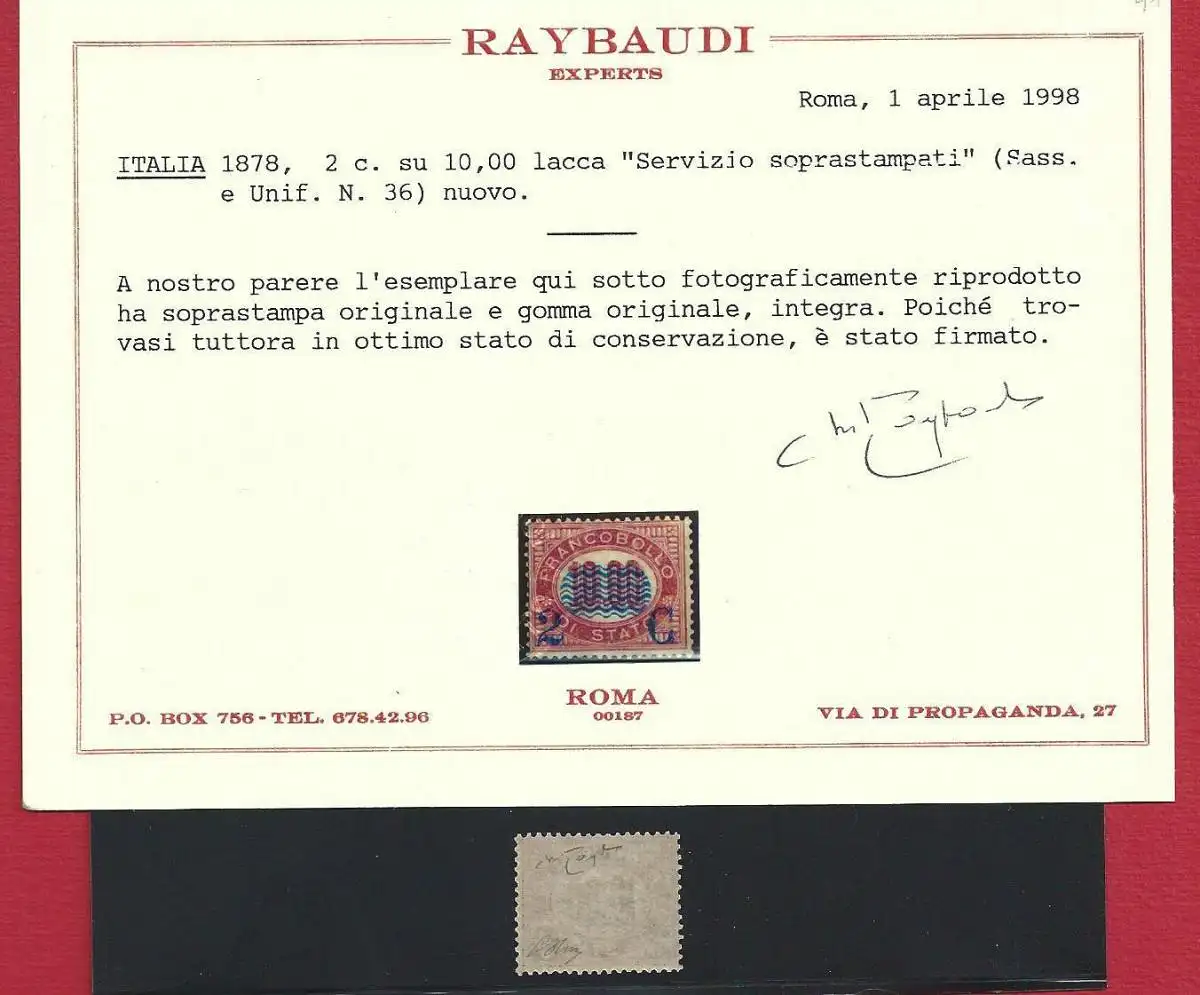 RAYBAUDI
EXPERTS
Roma, 1 aprile 1998
ITALIA 1878, 2 c. su 10,00 lacca "Servizio soprastampati" (Sass.
e Unif. N. 36) nuovo.
A nostro parere l'esemplare qui sotto fotograficamente riprodotto
ha soprastampa originale e gomma originale, integra. Poiché tro-
vasi tuttora in ottimo stato di conservazione, è stato firmato.
FRANCOBOLLO
10.00
2 C
DI STATO
P.O. BOX 756 - TEL. 678.42.96
ROMA
00187
VIA DI PROPAGANDA, 27